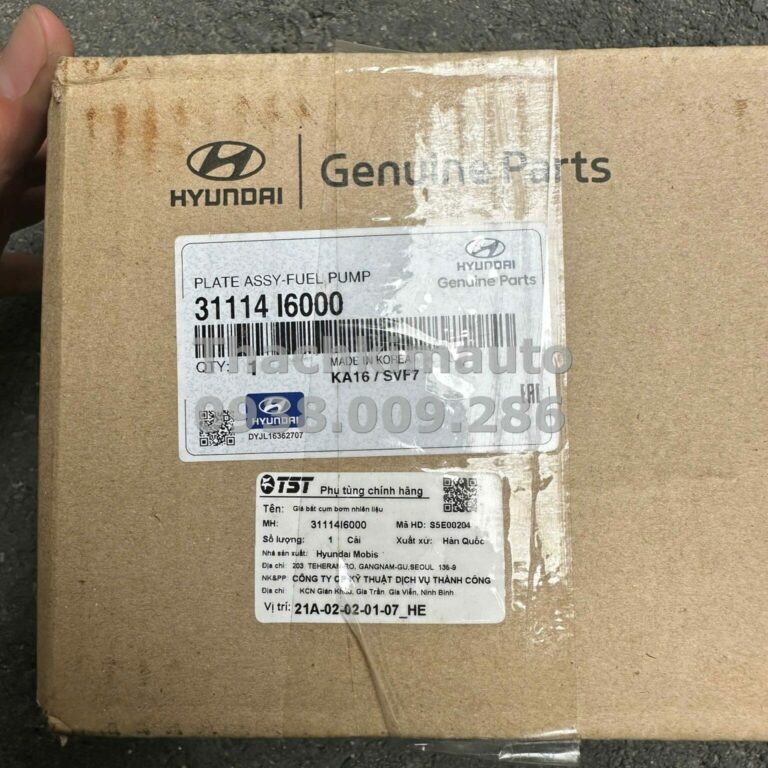 HYUNDAI
Genuine Parts
HYUNDAI
Genuine Parts
PLATE ASSY-FUEL PUMP
31114 I6000
PC
MADE IN KOREA
QTY:
KA16 / SVF7
EAC
HYUNDAI
DYJL16362707
Thachkimauto
0988.009.286
TST Phụ tùng chính hãng
Tên: Giá bắt cụm bơm nhiên liệu
MH: 31114I6000 Mã HD: S5E00204
Số lượng: 1 Cái Xuất xứ: Hàn Quốc
Nhà sản xuất: Hyundai Mobis
Địa chỉ: 203 TEHERAN-RO, GANGNAM-GU,SEOUL 136-9
NK&PP CÔNG TY CP KỸ THUẬT DỊCH VỤ THÀNH CÔNG
Địa chỉ: KCN Gián Khẩu, Gia Trấn, Gia Viễn, Ninh Bình
Vị trí: 21A-02-02-01-07_HE